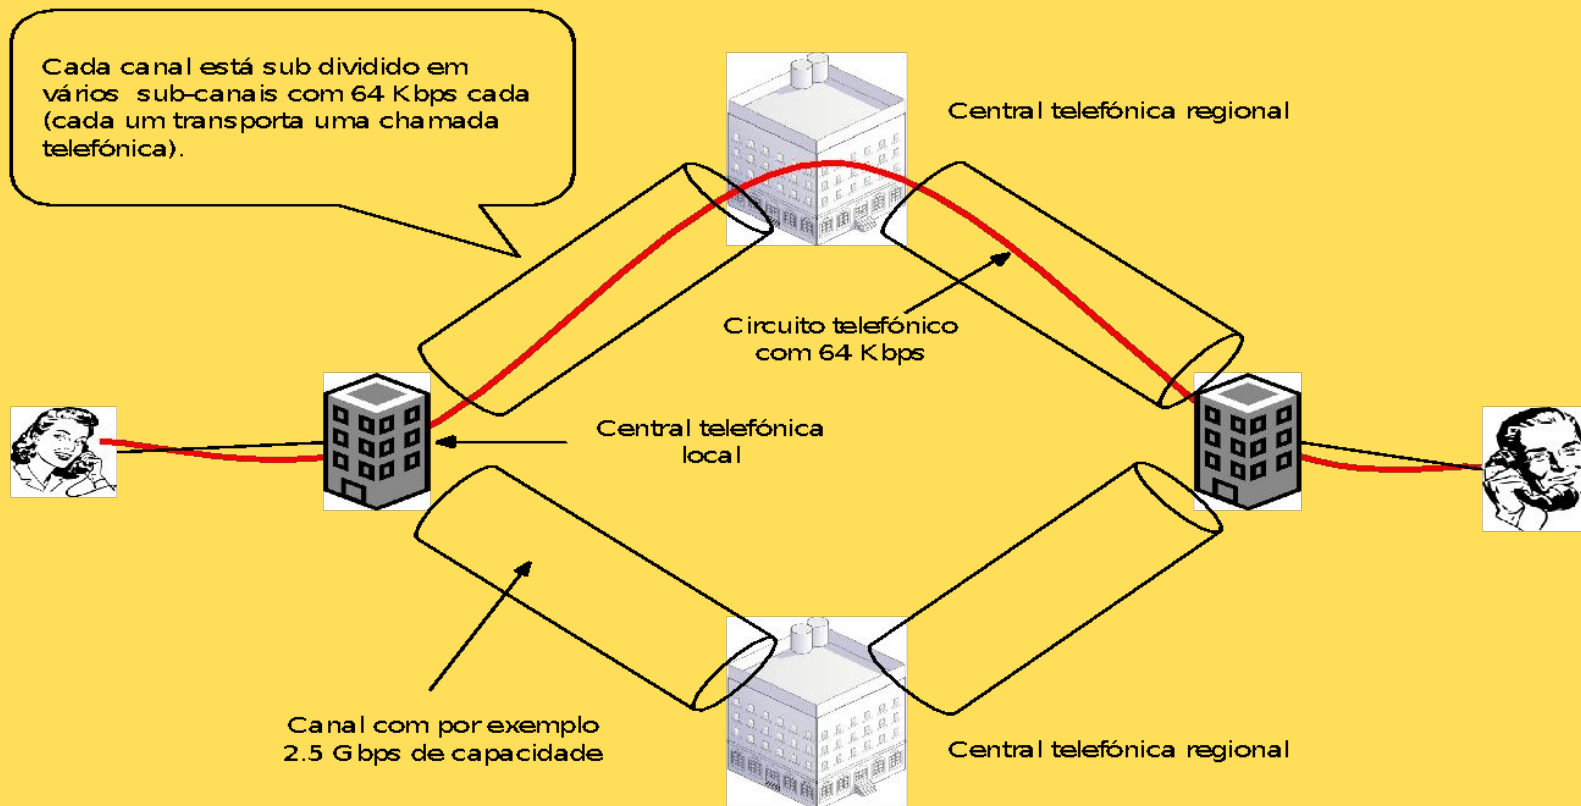 Cada canal está sub dividido em
vários sub-canais com 64 Kbps cada
(cada um transporta uma chamada
telefónica).
Central telefónica regional
Circuito telefónico
com 64 Kbps
Central telefónica
local
Canal com por exemplo
2.5 Gbps de capacidade
Central telefónica regional